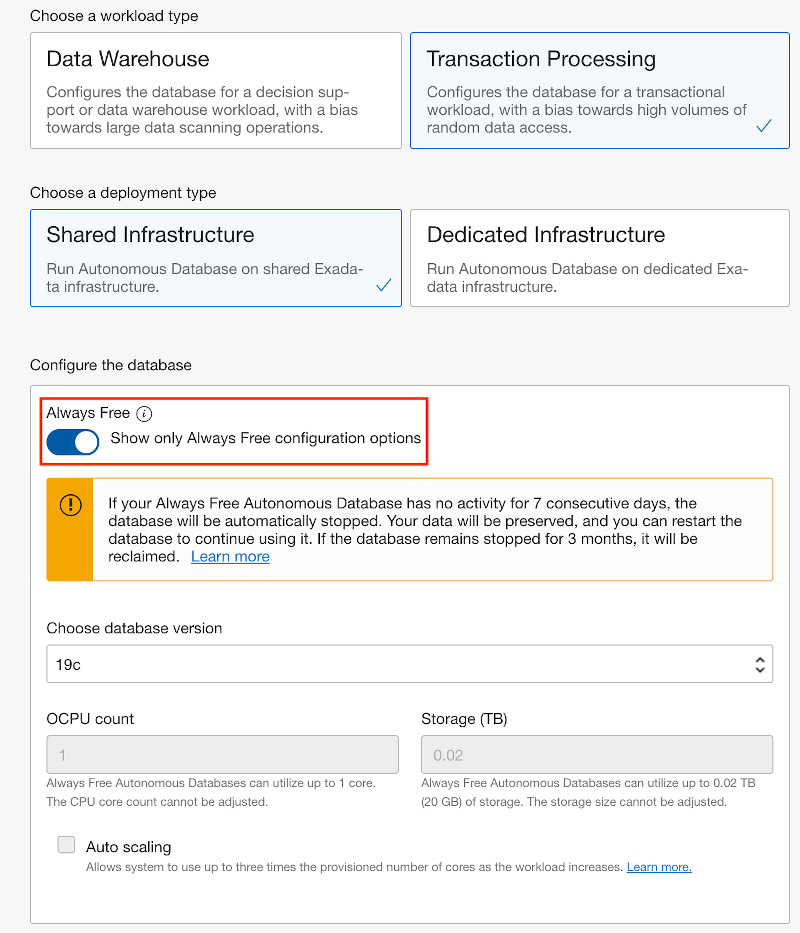 Choose a workload type
Data Warehouse
Configures the database for a decision sup-
port or data warehouse workload, with a bias
towards large data scanning operations.
Transaction Processing
Configures the database for a transactional
workload, with a bias towards high volumes of
random data access.
Choose a deployment type
Shared Infrastructure
Run Autonomous Database on shared Exada-
ta infrastructure.
Dedicated Infrastructure
Run Autonomous Database on dedicated Exa-
data infrastructure.
Configure the database
Always Free
Show only Always Free configuration options
If your Always Free Autonomous Database has no activity for 7 consecutive days, the
database will be automatically stopped. Your data will be preserved, and you can restart the
database to continue using it. If the database remains stopped for 3 months, it will be
reclaimed. Learn more
Choose database version
19c
OCPU count
1
Always Free Autonomous Databases can utilize up to 1 core.
The CPU core count cannot be adjusted.
Storage (TB)
0.02
Always Free Autonomous Databases can utilize up to 0.02 TB
(20 GB) of storage. The storage size cannot be adjusted.
Auto scaling
Allows system to use up to three times the provisioned number of cores as the workload increases. Learn more.